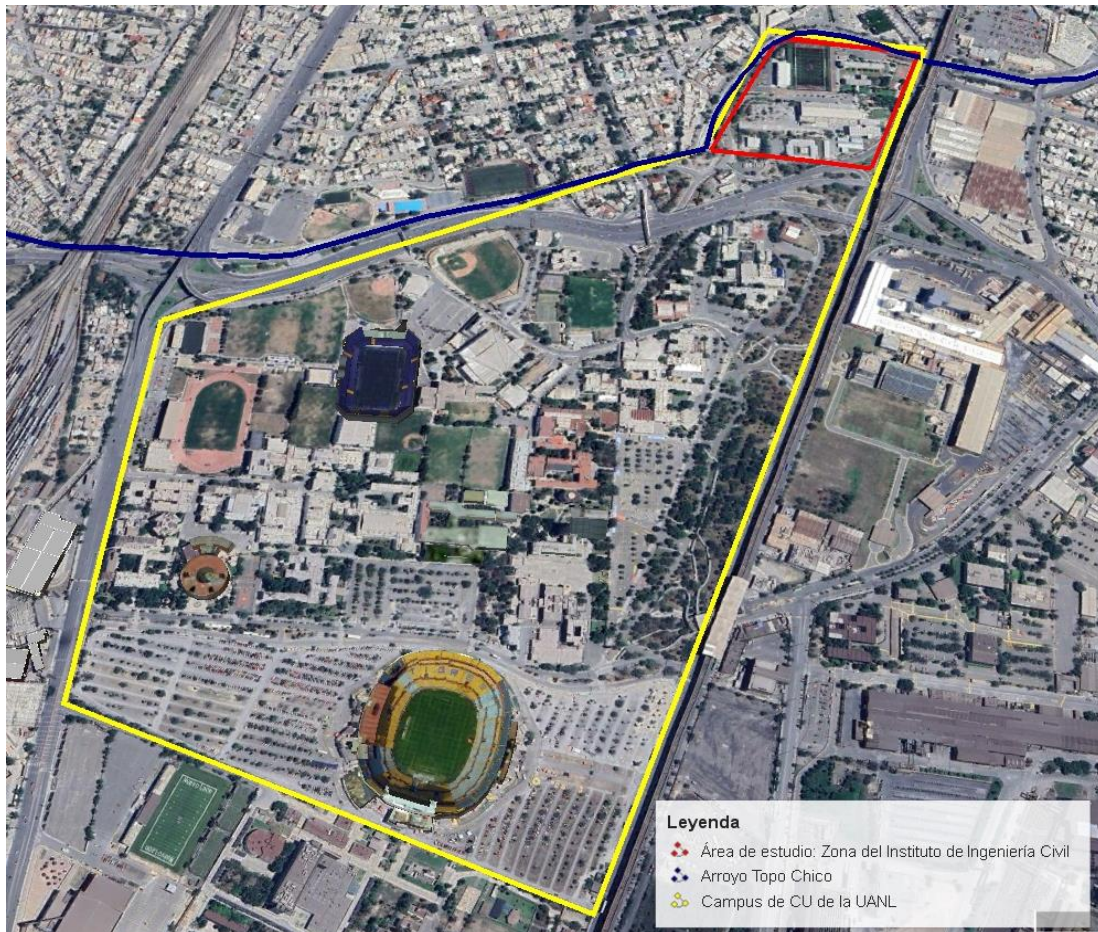 Leyenda
Área de estudio: Zona del Instituto de Ingeniería Civil
Arroyo Topo Chico
Campus de CU de la UANL